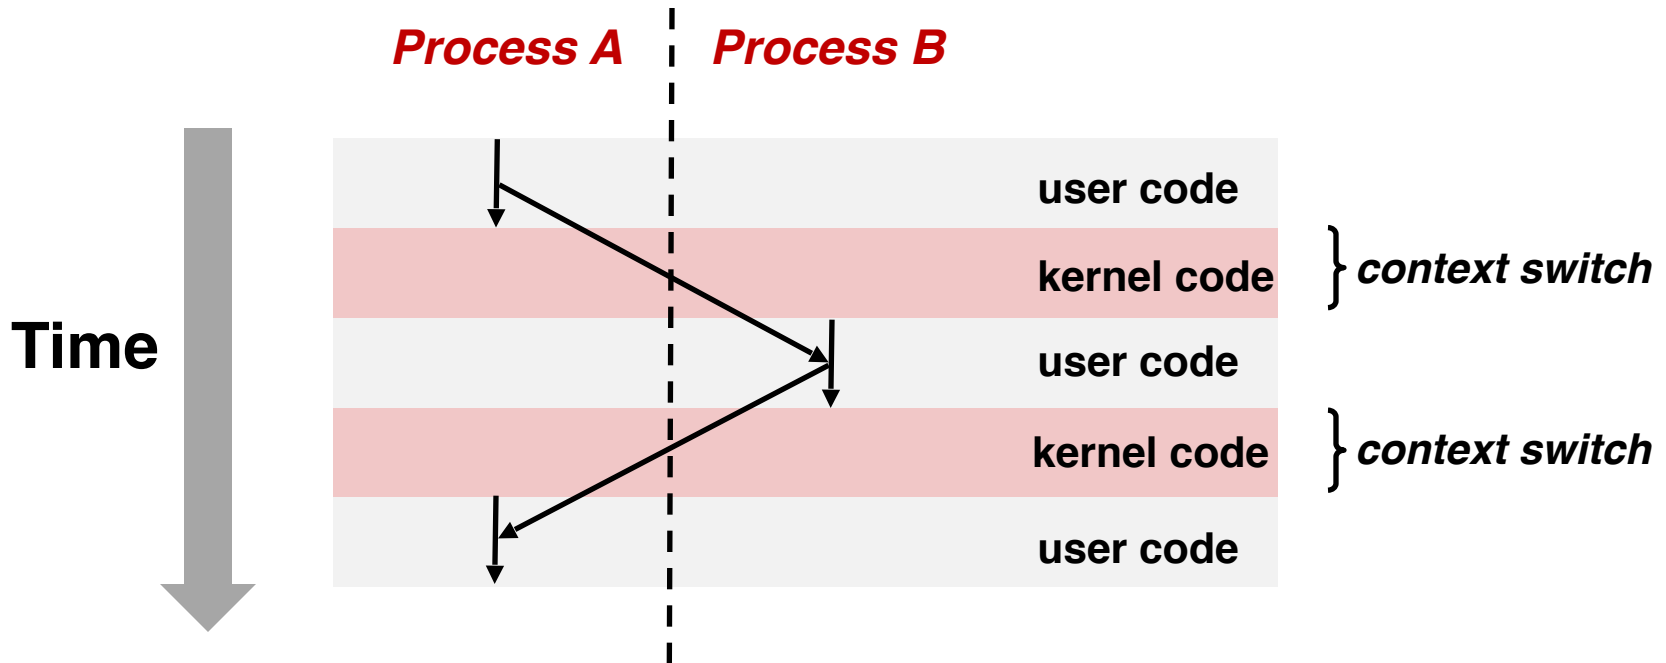 Process A
Process B
user code
kernel code
context switch
Time
user code
kernel code
context switch
user code